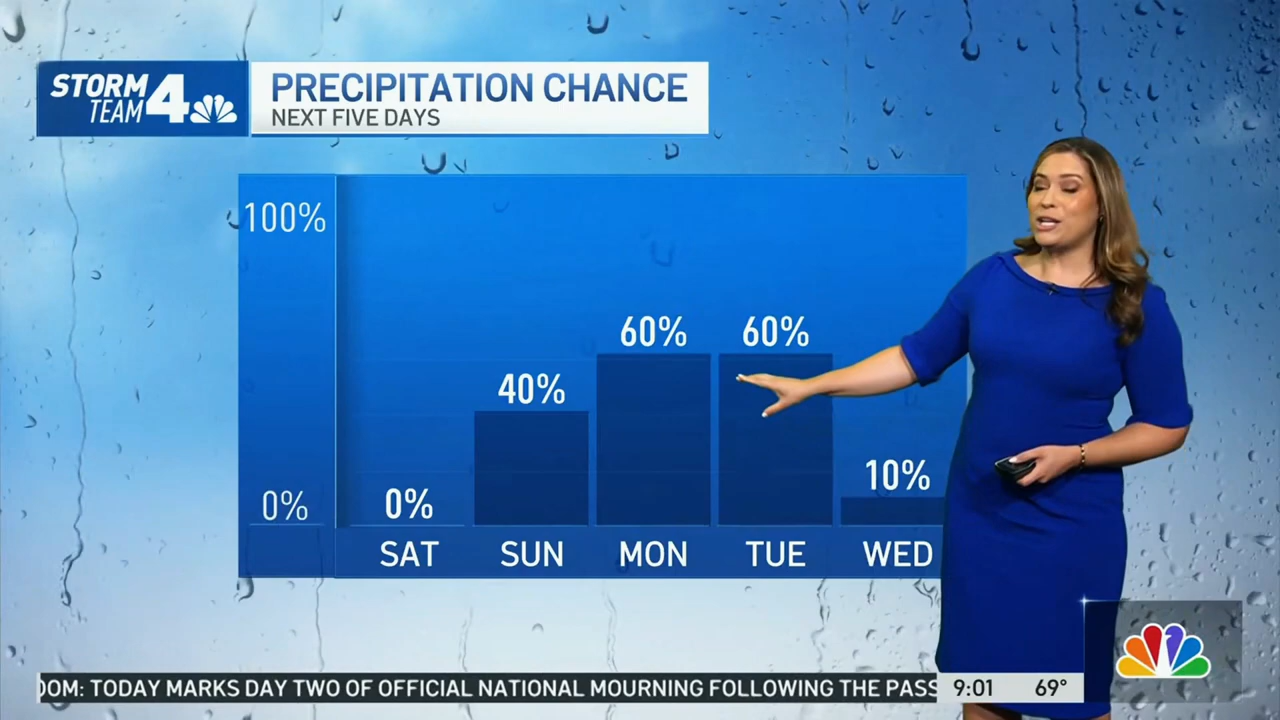 STORM
TEAM 4
PRECIPITATION CHANCE
NEXT FIVE DAYS
100%
0%
0%
40%
60%
60%
10%
SAT
SUN
MON
TUE
WED
OOM: TODAY MARKS DAY TWO OF OFFICIAL NATIONAL MOURNING FOLLOWING THE PASS
9:01
69°